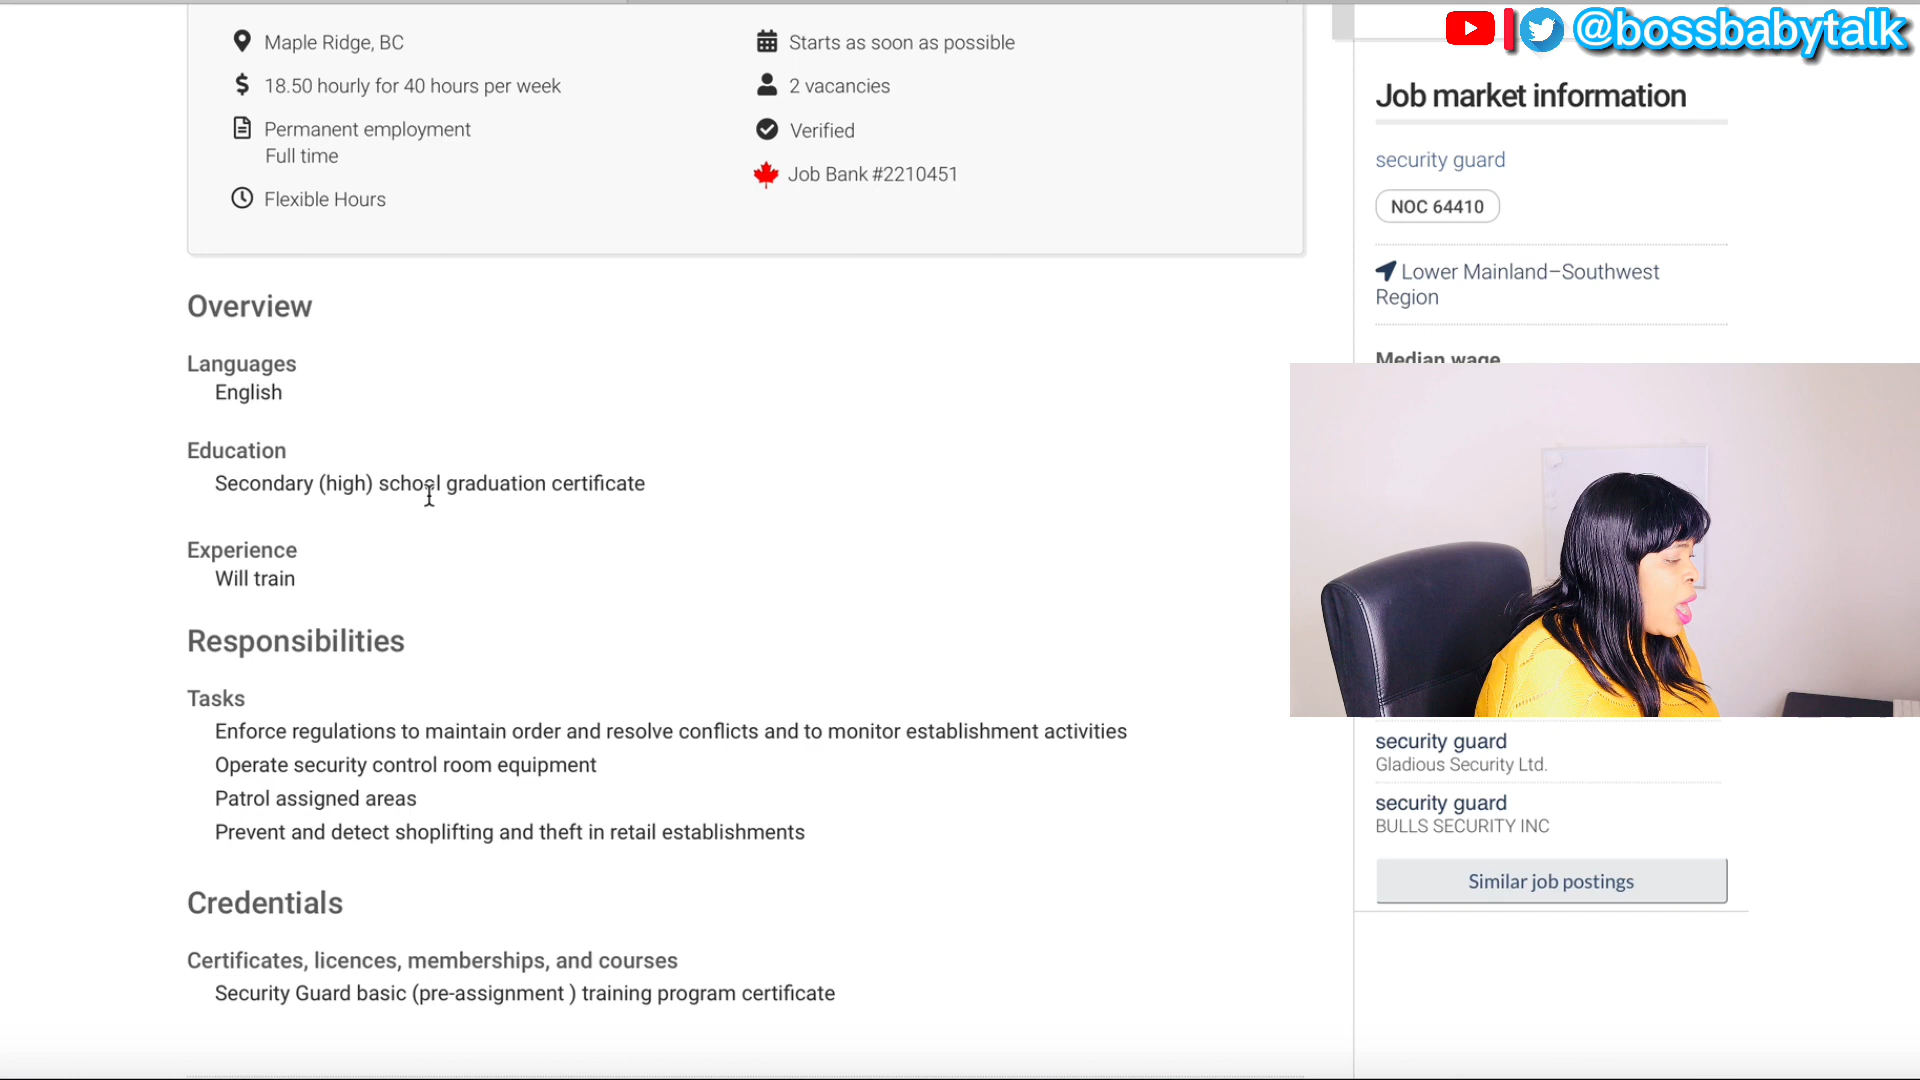 @bossbabytalk
Maple Ridge, BC
18.50 hourly for 40 hours per week
Permanent employment
Full time
Flexible Hours
Starts as soon as possible
2 vacancies
Verified
Job Bank #2210451
Overview
Languages
English
Education
Secondary (high) school graduation certificate
Experience
Will train
Responsibilities
Tasks
Enforce regulations to maintain order and resolve conflicts and to monitor establishment activities
Operate security control room equipment
Patrol assigned areas
Prevent and detect shoplifting and theft in retail establishments
Credentials
Certificates, licences, memberships, and courses
Security Guard basic (pre-assignment ) training program certificate
Job market information
security guard
NOC 64410
Lower Mainland–Southwest
Region
Median wage
security guard
Gladious Security Ltd.
security guard
BULLS SECURITY INC
Similar job postings